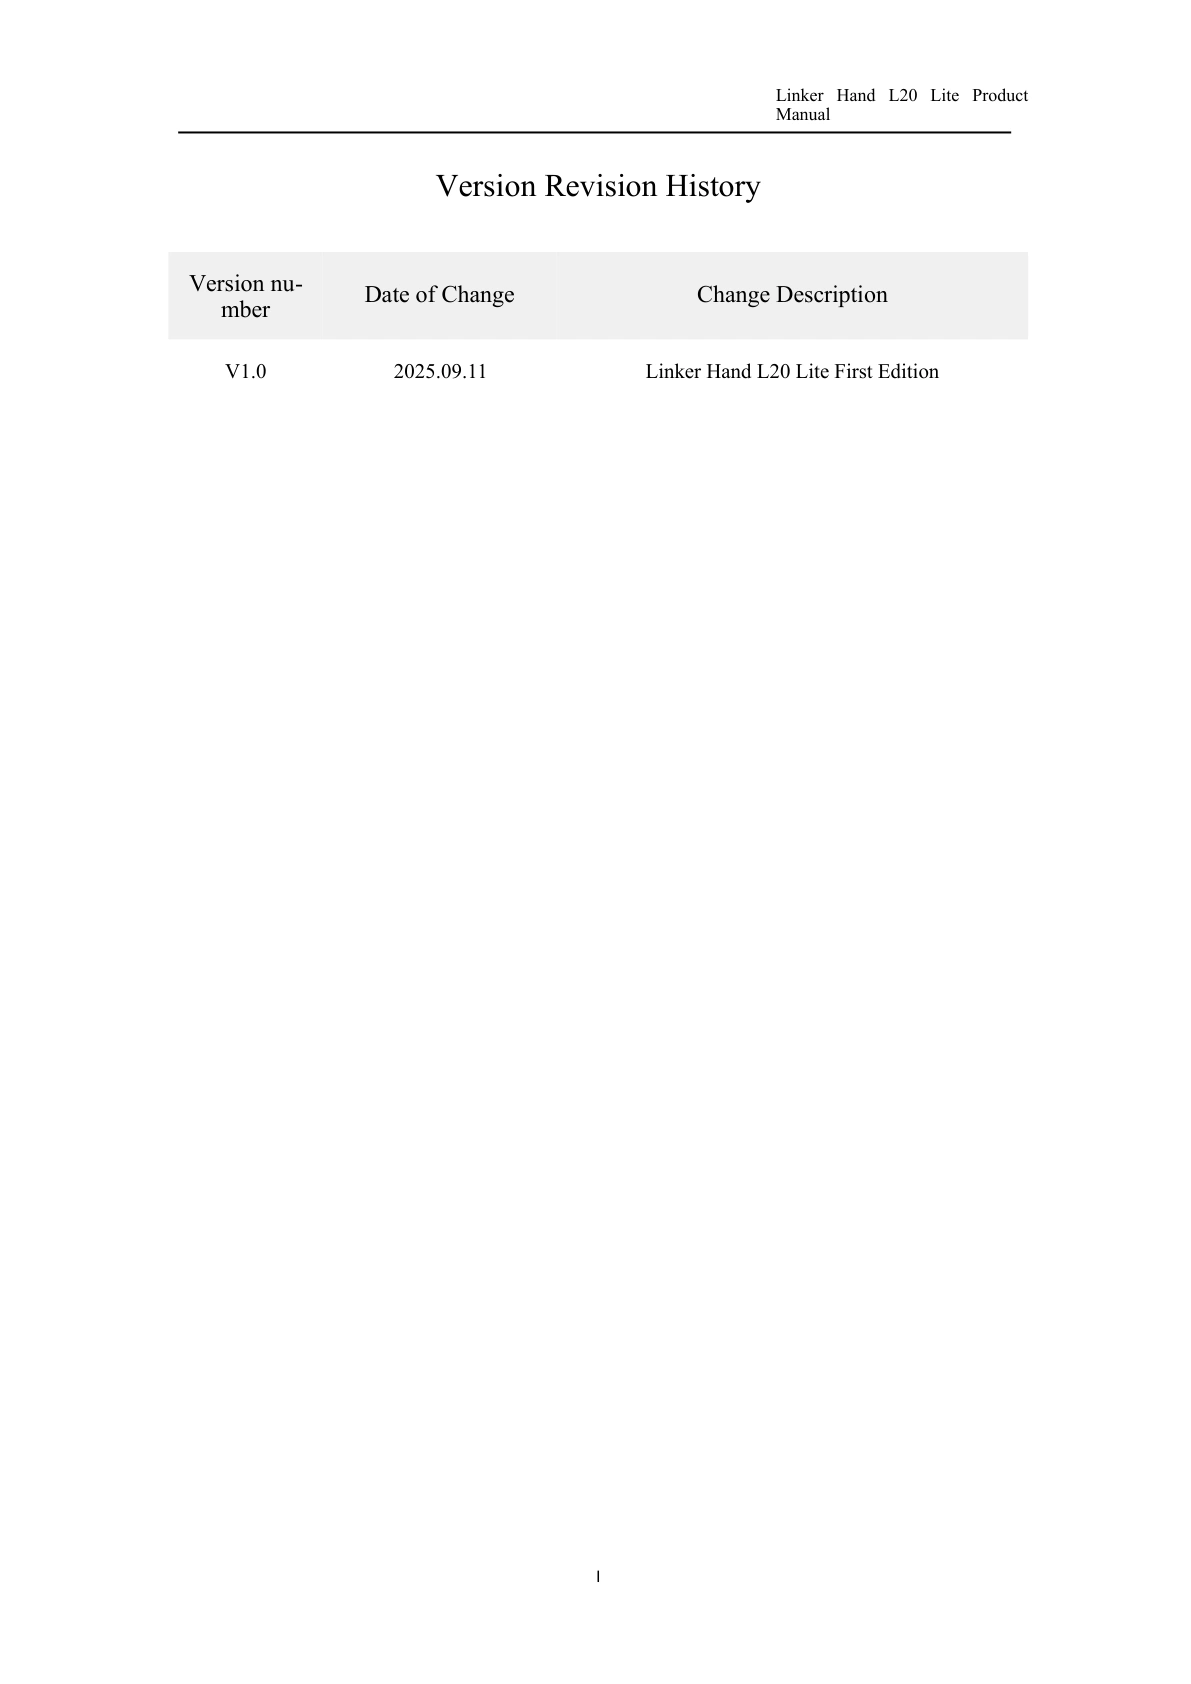 Linker Hand L20 Lite Product
Manual
Version Revision History
Version nu-
mber
Date of Change
Change Description
V1.0
2025.09.11
Linker Hand L20 Lite First Edition
I